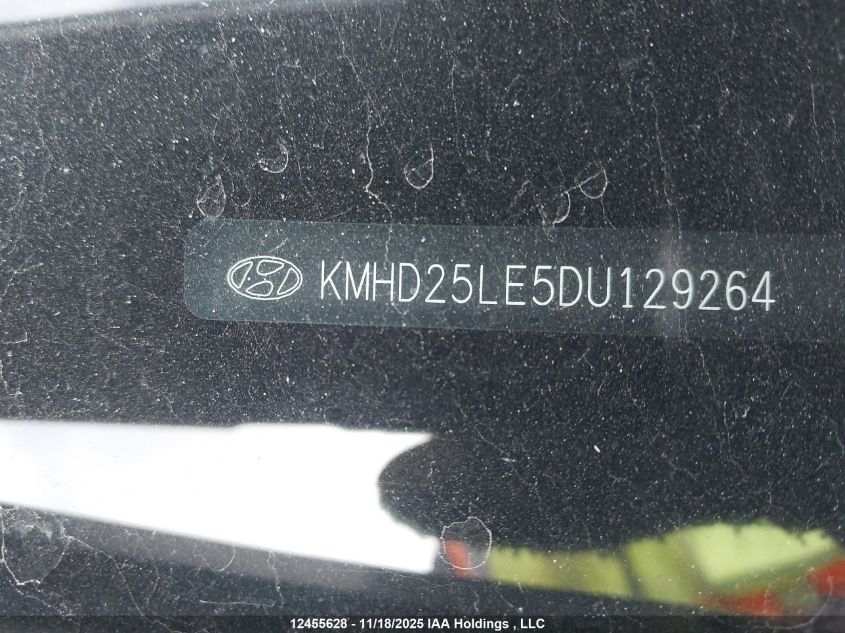 KMHD25LE5DU129264
12455628 - 11/18/2025 IAA Holdings , LLC